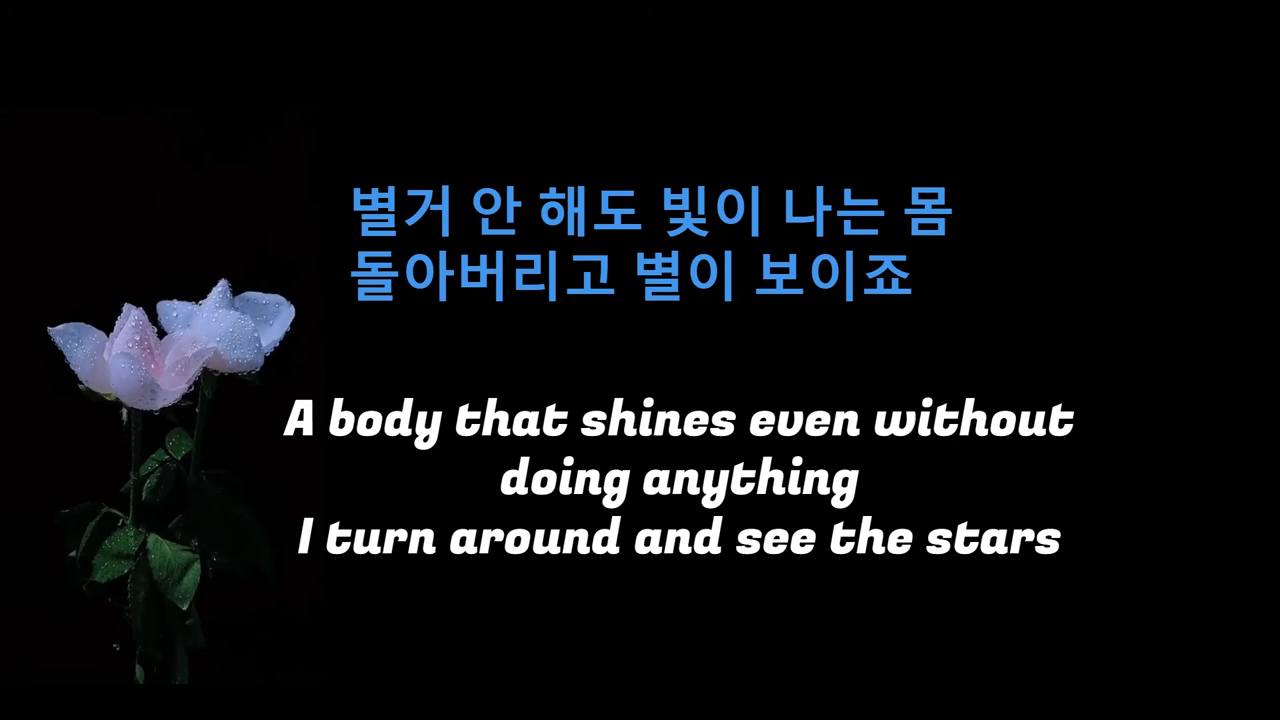 별거 안 해도 빛이 나는 몸
돌아버리고 별이 보이죠
A body that shines even without
doing anything
I turn around and see the stars